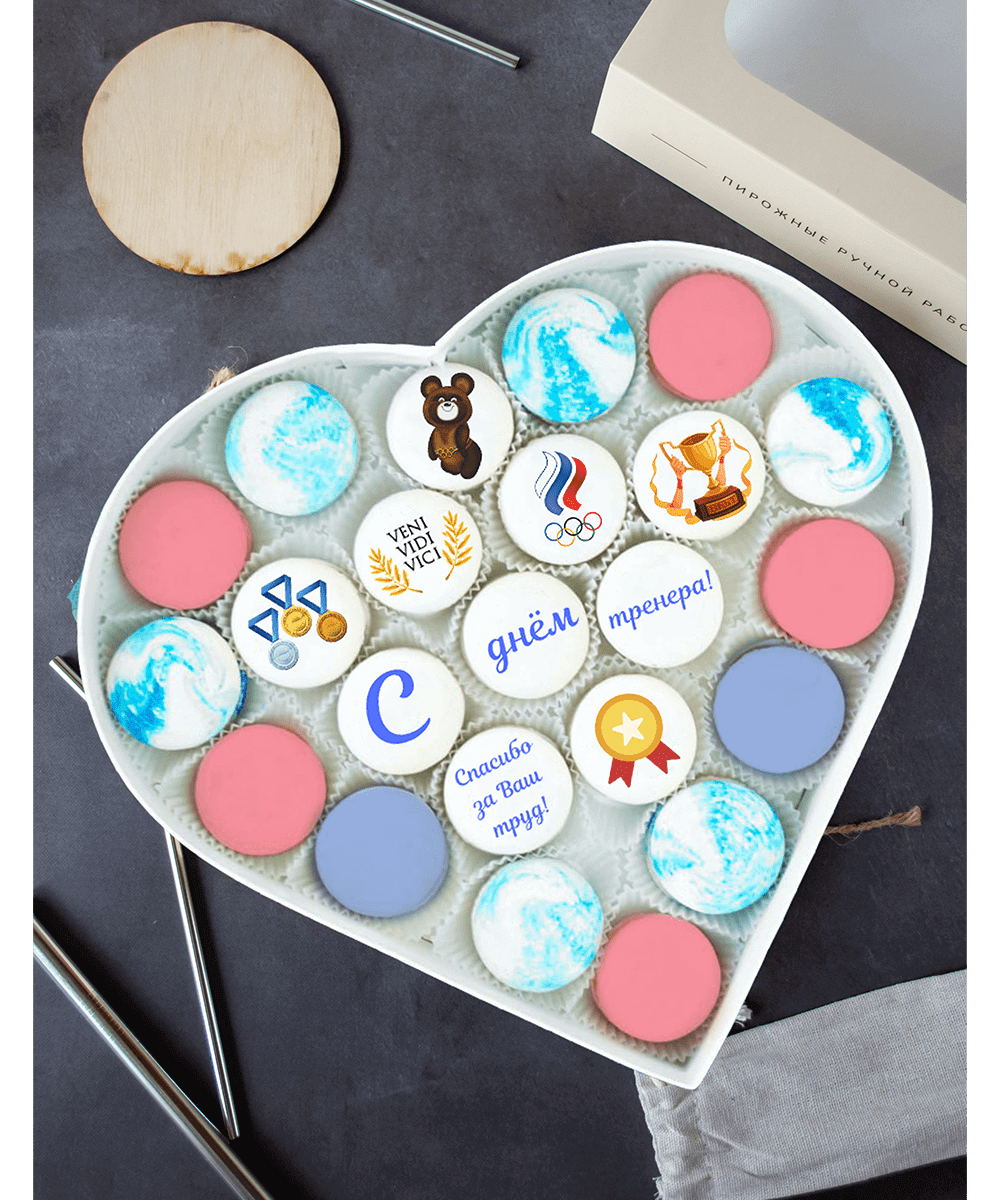 ПИРОЖНЫЕ РУЧНОЙ РАБО
VENI
VIDI
VICI
С
днём
тренера!
Спасибо
за Ваш
труд!